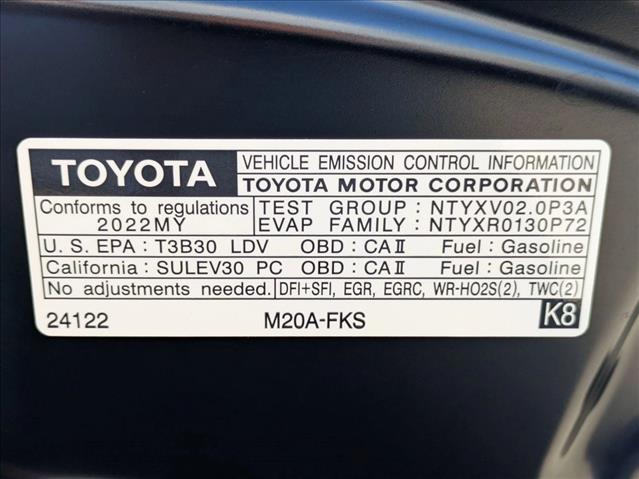 TOYOTA
VEHICLE EMISSION CONTROL INFORMATION
TOYOTA MOTOR CORPORATION
Conforms to regulations
2022MY
TEST GROUP : NTYXV02.0P3A
EVAP FAMILY: NTYXR0130P72
U.S. EPA : T3B30 LDV OBD : CAⅡ Fuel : Gasoline
California : SULEV30 PC OBD : CAⅡ Fuel : Gasoline
No adjustments needed. DFI+SFI, EGR, EGRC, WR-HO2S(2), TWC(2)
24122 M20A-FKS K8